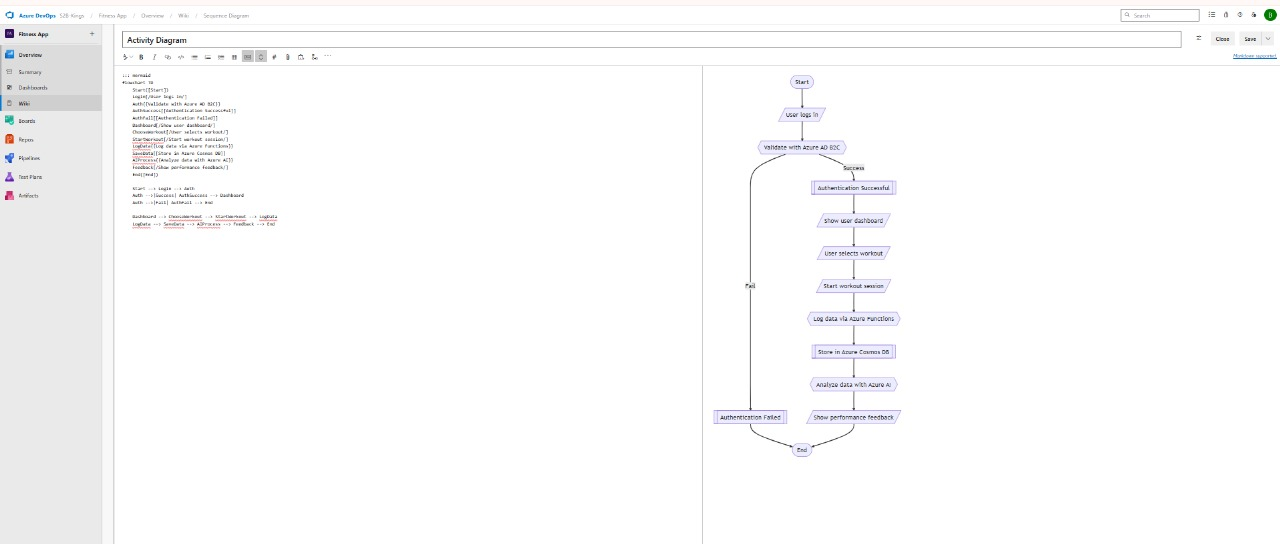 Azure DevOps S2B-Kings / Fitness App / Overview / Wiki / Sequence Diagram
Search
Fitness App
Overview
Summary
Dashboards
Wiki
Boards
Repos
Pipelines
Test Plans
Artifacts
Activity Diagram
Close
Save
Markdown supported.
::: mermaid
flowchart TD
Start([Start])
Login[/User logs in/]
Auth{{Validate with Azure AD B2C}}
AuthSuccess[[Authentication Successful]]
AuthFail[[Authentication Failed]]
Dashboard[/Show user dashboard/]
ChooseWorkout[/User selects workout/]
StartWorkout[/Start workout session/]
LogData{{Log data via Azure Functions}}
SaveData[[Store in Azure Cosmos DB]]
AIProcess{{Analyze data with Azure AI}}
Feedback[/Show performance feedback/]
End([End])
Start --> Login --> Auth
Auth -->|Success| AuthSuccess --> Dashboard
Auth -->|Fail| AuthFail --> End
Dashboard --> ChooseWorkout --> StartWorkout --> LogData
LogData --> SaveData --> AIProcess --> Feedback --> End
Start
User logs in
Validate with Azure AD B2C
Success
Authentication Successful
Show user dashboard
User selects workout
Fail
Start workout session
Log data via Azure Functions
Store in Azure Cosmos DB
Analyze data with Azure AI
Authentication Failed
Show performance feedback
End